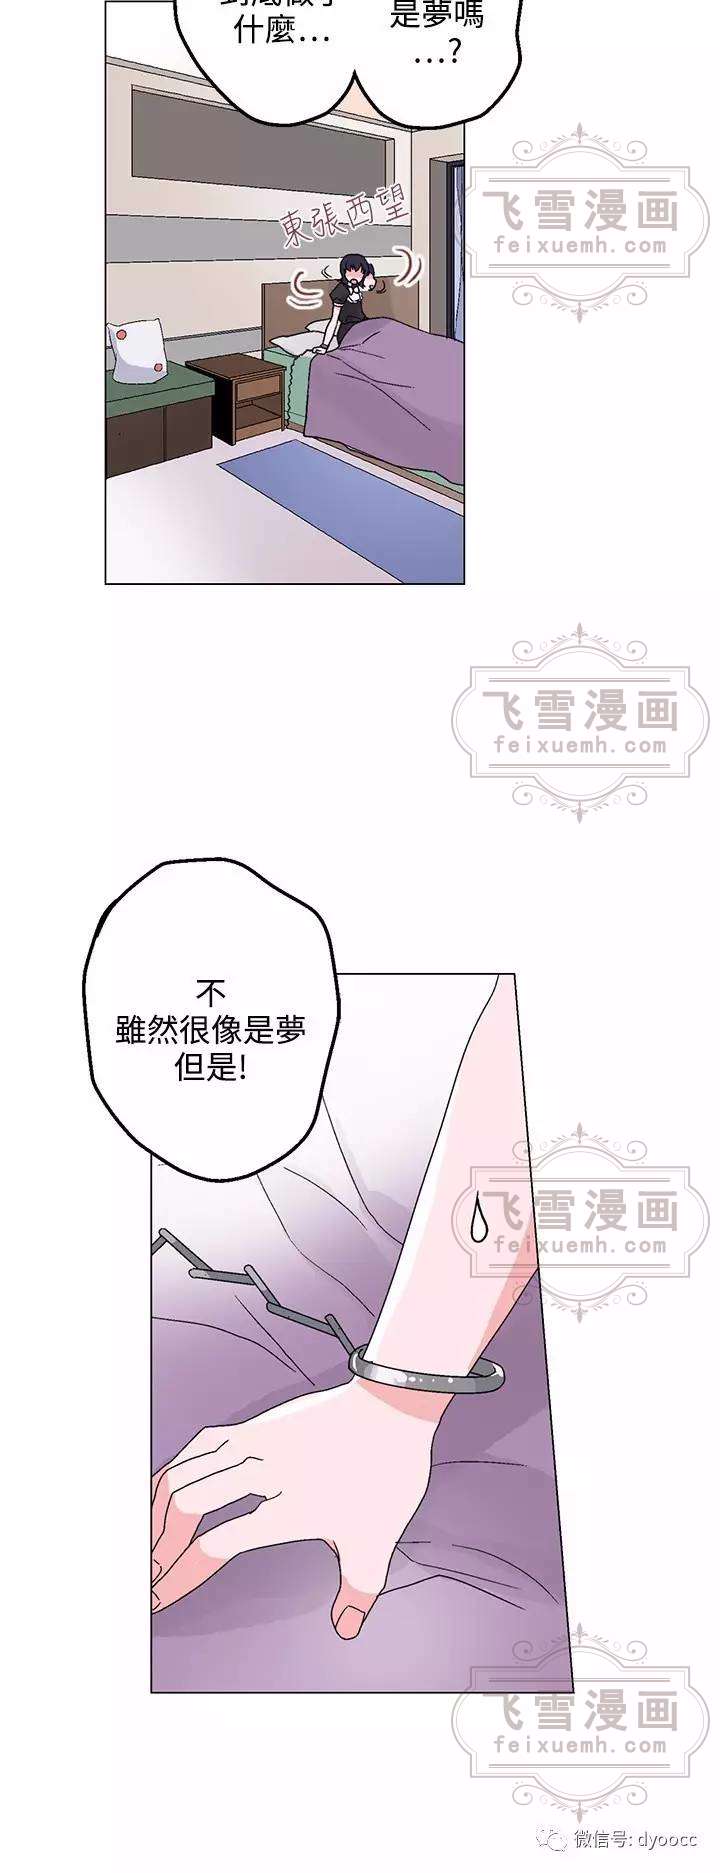 什麼…
是夢嗎
…?
飞雪漫画
feixuemh.com
東張西望
飞雪漫画
feixuemh.com
不
雖然很像是夢
但是!
飞雪漫画
feixuemh.com
飞雪漫画
feixuemh.com
微信号: dyoocc